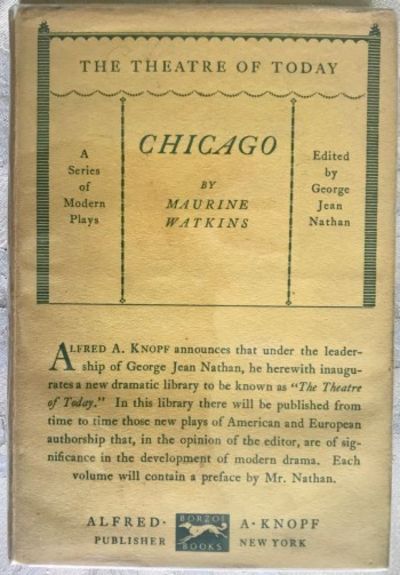 THE THEATRE OF TODAY
A
Series
of
Modern
Plays
CHICAGO
BY
MAURINE
WATKINS
Edited
by
George
Jean
Nathan
ALFRED A. KNOPF announces that under the leader-
ship of George Jean Nathan, he herewith inaugu-
rates a new dramatic library to be known as "The Theatre
of Today." In this library there will be published from
time to time those new plays of American and European
authorship that, in the opinion of the editor, are of sig-
nificance in the development of modern drama. Each
volume will contain a preface by Mr. Nathan.
ALFRED · A · KNOPF
PUBLISHER NEW YORK
BORZOI
BOOKS